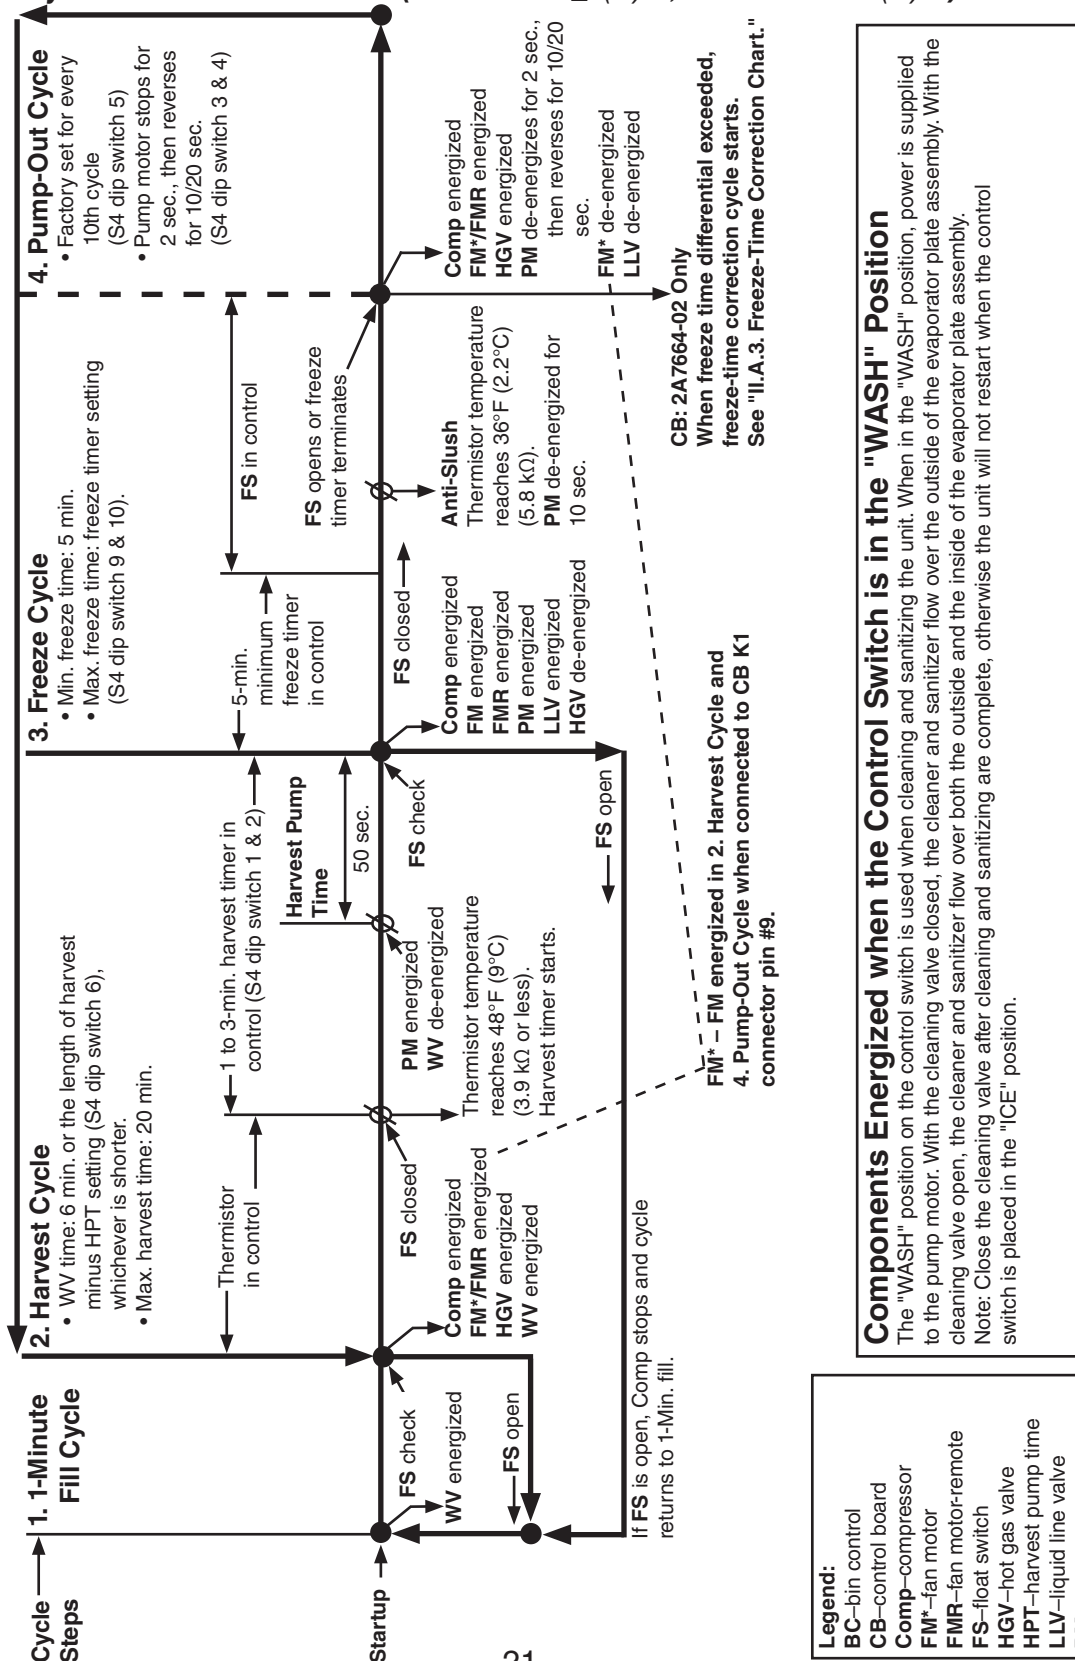 Cycle Steps
1. 1-Minute
Fill Cycle
2. Harvest Cycle
• WV time: 6 min. or the length of harvest
minus HPT setting (S4 dip switch 6),
whichever is shorter.
• Max. harvest time: 20 min.
3. Freeze Cycle
• Min. freeze time: 5 min.
• Max. freeze time: freeze timer setting
(S4 dip switch 9 & 10).
4. Pump-Out Cycle
• Factory set for every
10th cycle
(S4 dip switch 5)
• Pump motor stops for
2 sec., then reverses
for 10/20 sec.
(S4 dip switch 3 & 4)
Thermistor
in control
1 to 3-min. harvest timer in
control (S4 dip switch 1 & 2)
Harvest Pump
Time
50 sec.
5-min.
minimum
freeze timer
in control
FS in control
FS opens or freeze
timer terminates
Startup
FS check
WV energized
FS open
FS closed
Comp energized
FM*/FMR energized
HGV energized
WV energized
PM energized
WV de-energized
Thermistor temperature
reaches 48°F (9°C)
(3.9 kΩ or less).
Harvest timer starts.
FS check
FS closed
Comp energized
FM energized
FMR energized
PM energized
LLV energized
HGV de-energized
Anti-Slush
Thermistor temperature
reaches 36°F (2.2°C)
(5.8 kΩ).
PM de-energized for
10 sec.
Comp energized
FM*/FMR energized
HGV energized
PM de-energizes for 2 sec.,
then reverses for 10/20
sec.
FM* de-energized
LLV de-energized
FS open
If FS is open, Comp stops and cycle
returns to 1-Min. fill.
FM* – FM energized in 2. Harvest Cycle and
4. Pump-Out Cycle when connected to CB K1
connector pin #9.
CB: 2A7664-02 Only
When freeze time differential exceeded,
freeze-time correction cycle starts.
See "II.A.3. Freeze-Time Correction Chart."
Legend:
BC–bin control
CB–control board
Comp–compressor
FM*–fan motor
FMR–fan motor-remote
FS–float switch
HGV–hot gas valve
HPT–harvest pump time
LLV–liquid line valve
Components Energized when the Control Switch is in the "WASH" Position
The "WASH" position on the control switch is used when cleaning and sanitizing the unit. When in the "WASH" position, power is supplied
to the pump motor. With the cleaning valve closed, the cleaner and sanitizer flow over the outside of the evaporator plate assembly. With the
cleaning valve open, the cleaner and sanitizer flow over both the outside and the inside of the evaporator plate assembly.
Note: Close the cleaning valve after cleaning and sanitizing are complete, otherwise the unit will not restart when the control
switch is placed in the "ICE" position.